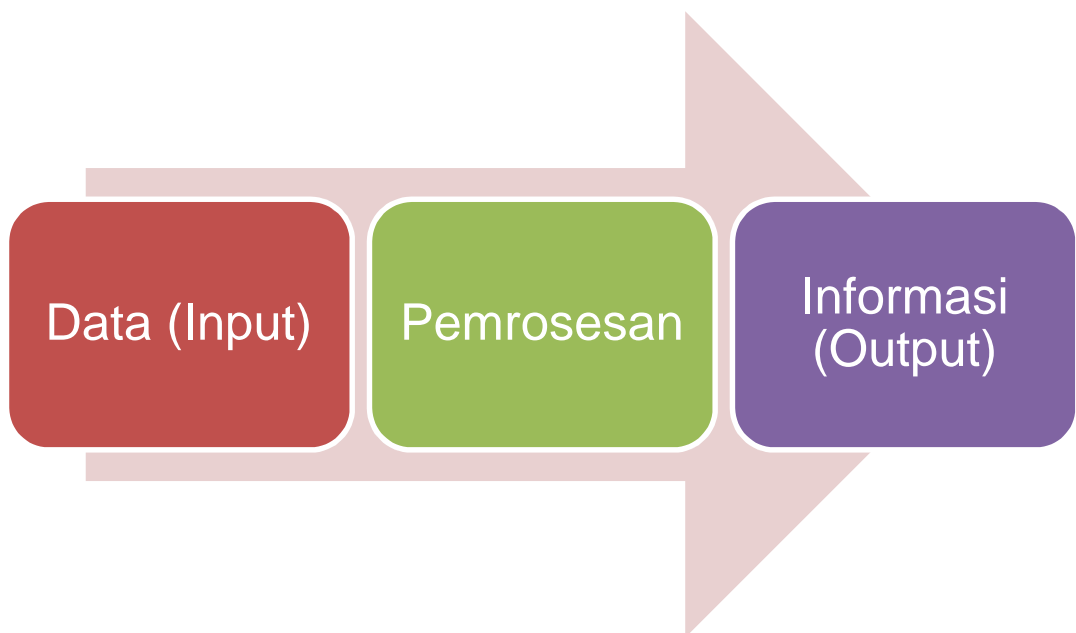 Data (Input)
Pemrosesan
Informasi
(Output)